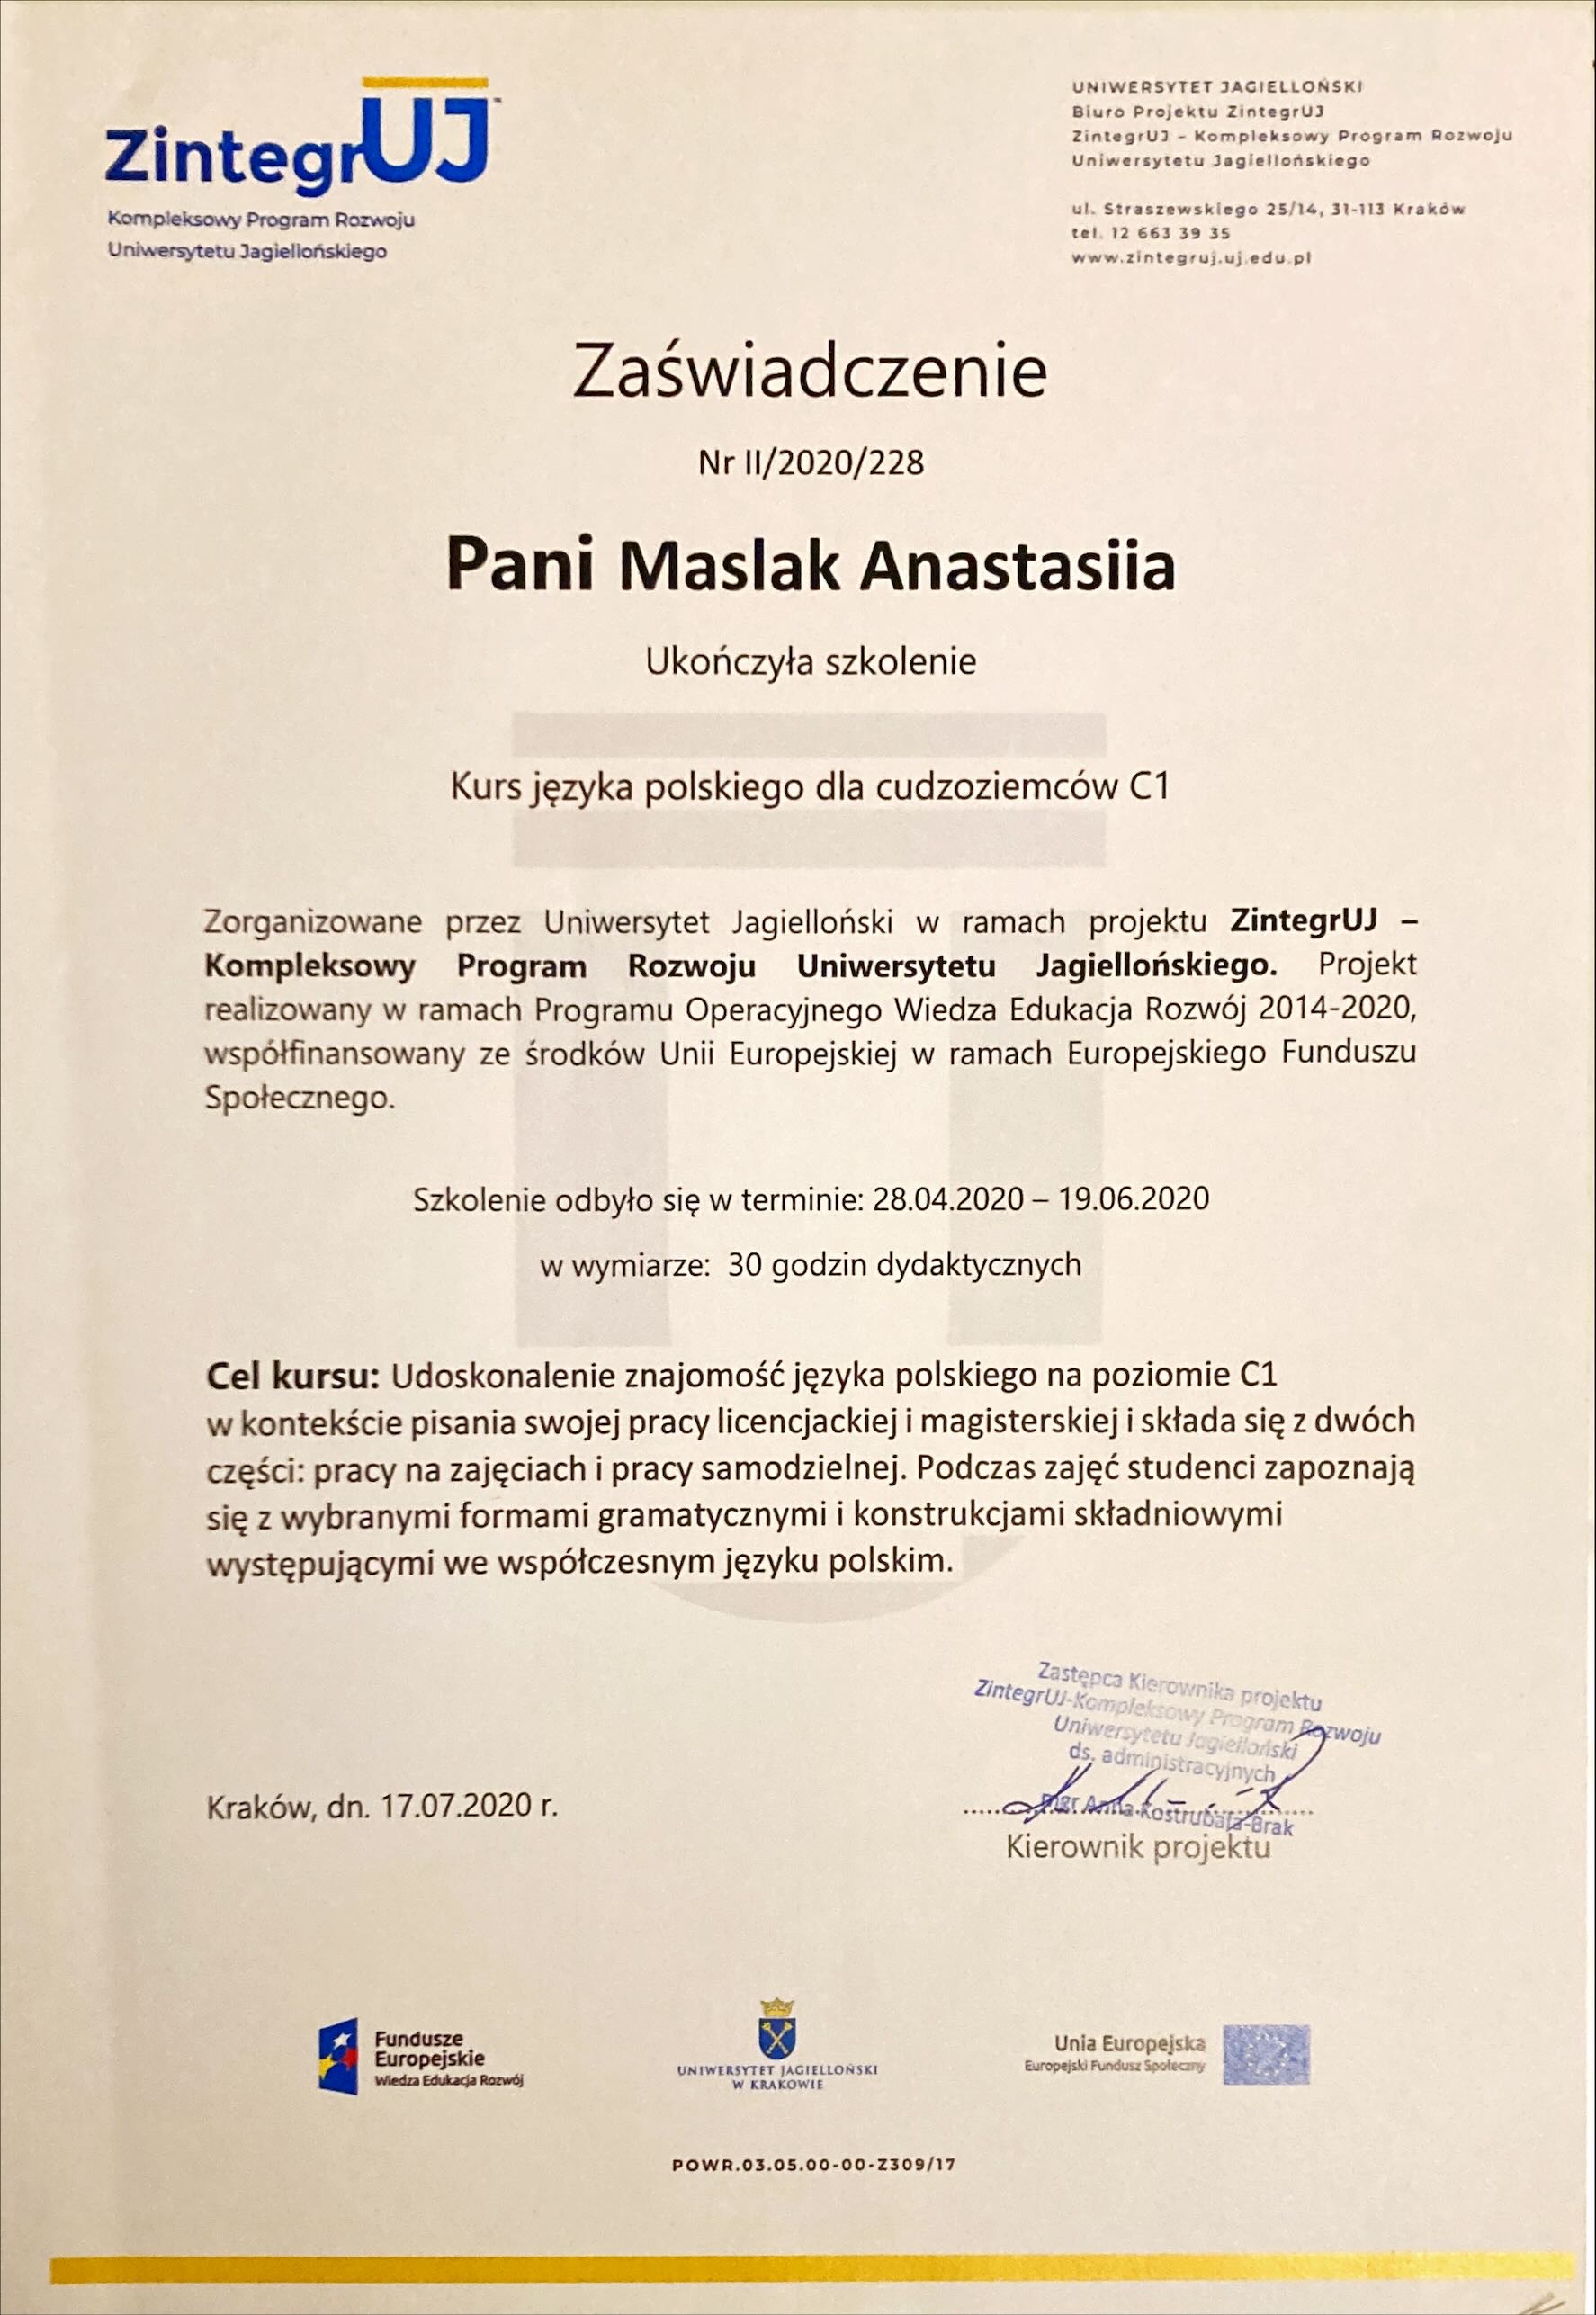 ZintegrUJ™
Kompleksowy Program Rozwoju
Uniwersytetu Jagiellońskiego
UNIWERSYTET JAGIELLOŃSKI
Biuro Projektu ZintegrUJ
ZintegrUJ – Kompleksowy Program Rozwoju
Uniwersytetu Jagiellońskiego
ul. Straszewskiego 25/14, 31-113 Kraków
tel. 12 663 39 35
www.zintegruj.uj.edu.pl
Zaświadczenie
Nr II/2020/228
Pani Maslak Anastasiia
Ukończyła szkolenie
Kurs języka polskiego dla cudzoziemców C1
Zorganizowane przez Uniwersytet Jagielloński w ramach projektu ZintegrUJ –
Kompleksowy Program Rozwoju Uniwersytetu Jagiellońskiego. Projekt
realizowany w ramach Programu Operacyjnego Wiedza Edukacja Rozwój 2014-2020,
współfinansowany ze środków Unii Europejskiej w ramach Europejskiego Funduszu
Społecznego.
Szkolenie odbyło się w terminie: 28.04.2020 – 19.06.2020
w wymiarze: 30 godzin dydaktycznych
Cel kursu: Udoskonalenie znajomość języka polskiego na poziomie C1
w kontekście pisania swojej pracy licencjackiej i magisterskiej i składa się z dwóch
części: pracy na zajęciach i pracy samodzielnej. Podczas zajęć studenci zapoznają
się z wybranymi formami gramatycznymi i konstrukcjami składniowymi
występującymi we współczesnym języku polskim.
Zastępca Kierownika projektu
ZintegrUJ-Kompleksowy Program Rozwoju
Uniwersytetu Jagielloński
ds. administracyjnych
mgr Anna Kostrubała-Brak
Kraków, dn. 17.07.2020 r.
Kierownik projektu
Fundusze
Europejskie
Wiedza Edukacja Rozwój
UNIWERSYTET JAGIELLOŃSKI
W KRAKOWIE
Unia Europejska
Europejski Fundusz Społeczny
POWR.03.05.00-00-Z309/17